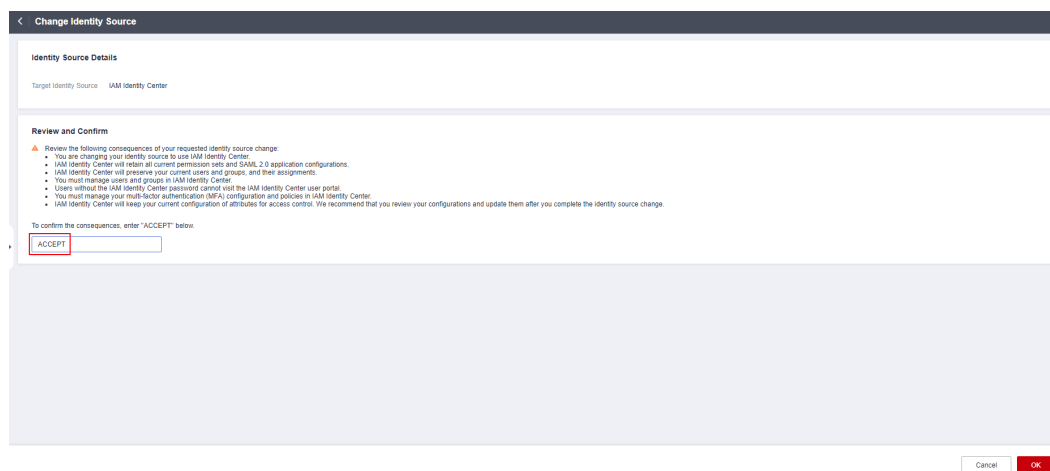 Change Identity Source
Identity Source Details
Target Identity Source IAM Identity Center
Review and Confirm
Review the following consequences of your requested identity source change:
You are changing your identity source to use IAM Identity Center.
IAM Identity Center will retain all current permission sets and SAML 2.0 application configurations.
IAM Identity Center will preserve your current users and groups, and their assignments.
You must manage users and groups in IAM Identity Center.
Users without the IAM Identity Center password cannot visit the IAM Identity Center user portal.
You must manage your multi-factor authentication (MFA) configuration and policies in IAM Identity Center.
IAM Identity Center will keep your current configuration of attributes for access control. We recommend that you review your configurations and update them after you complete the identity source change.
To confirm the consequences, enter "ACCEPT" below.
ACCEPT
Cancel OK